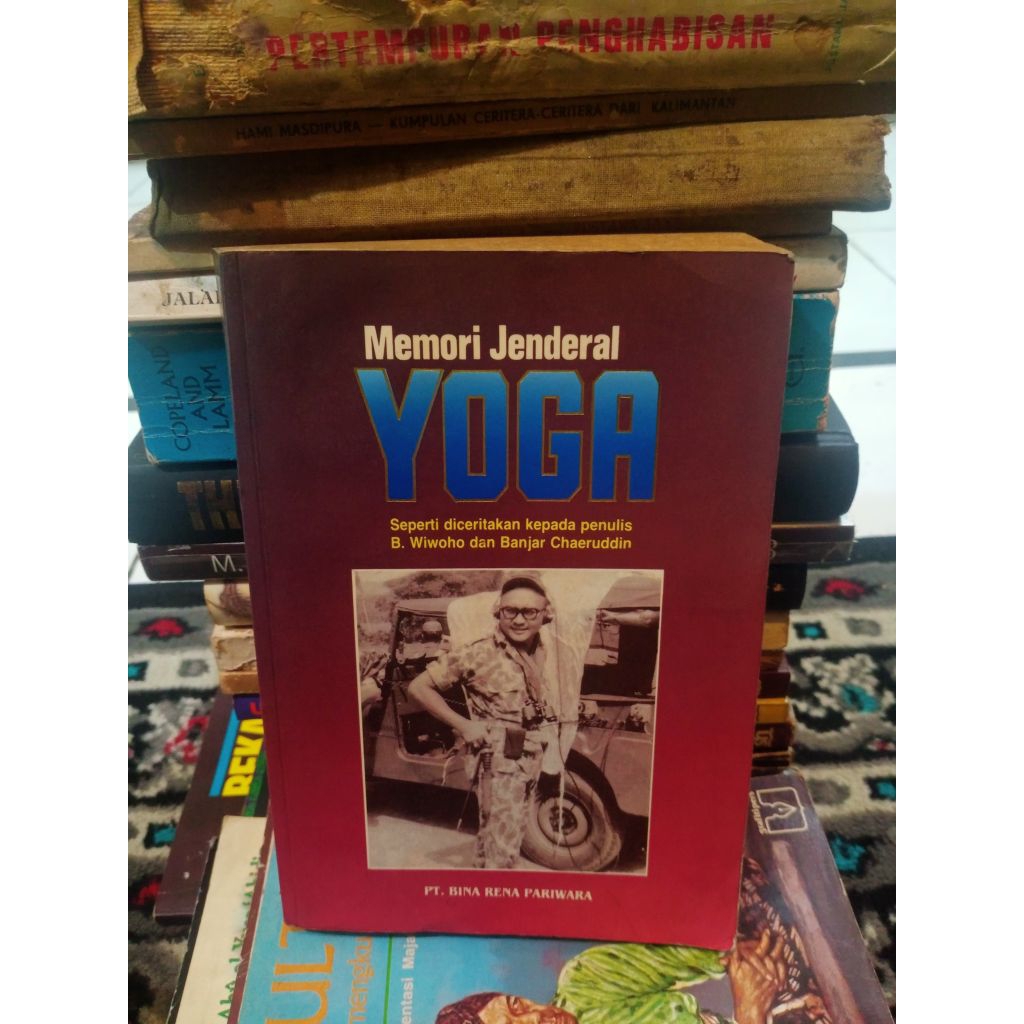 PERTEMPURAN PENGHABISAN
HAMI MASDIPURA — KUMPULAN CERITERA-CERITERA DARI KALIMANTAN
COPELAND
AND
LAMM
M.
Memori Jenderal
YOGA
Seperti diceritakan kepada penulis
B. Wiwoho dan Banjar Chaeruddin
PT. BINA RENA PARIWARA